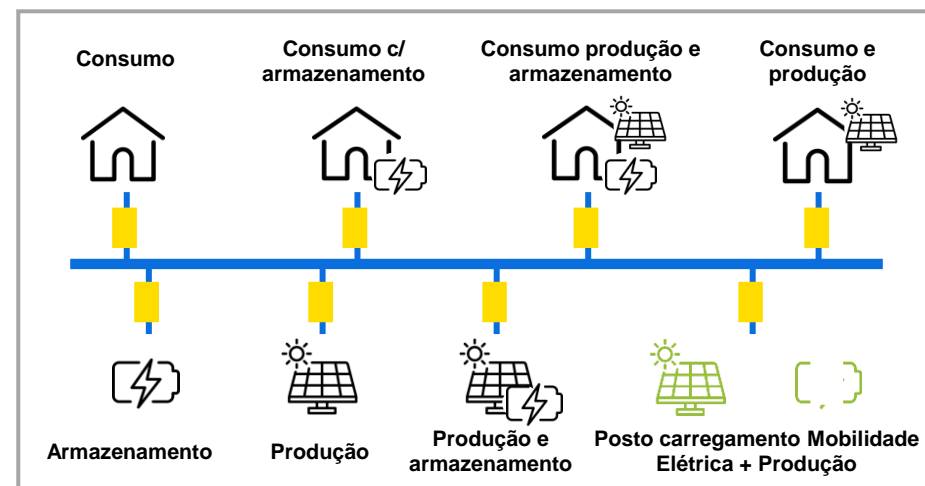 Consumo
Consumo c/
armazenamento
Consumo produção e
armazenamento
Consumo e
produção
Armazenamento
Produção
Produção e
armazenamento
Posto carregamento Mobilidade
Elétrica + Produção